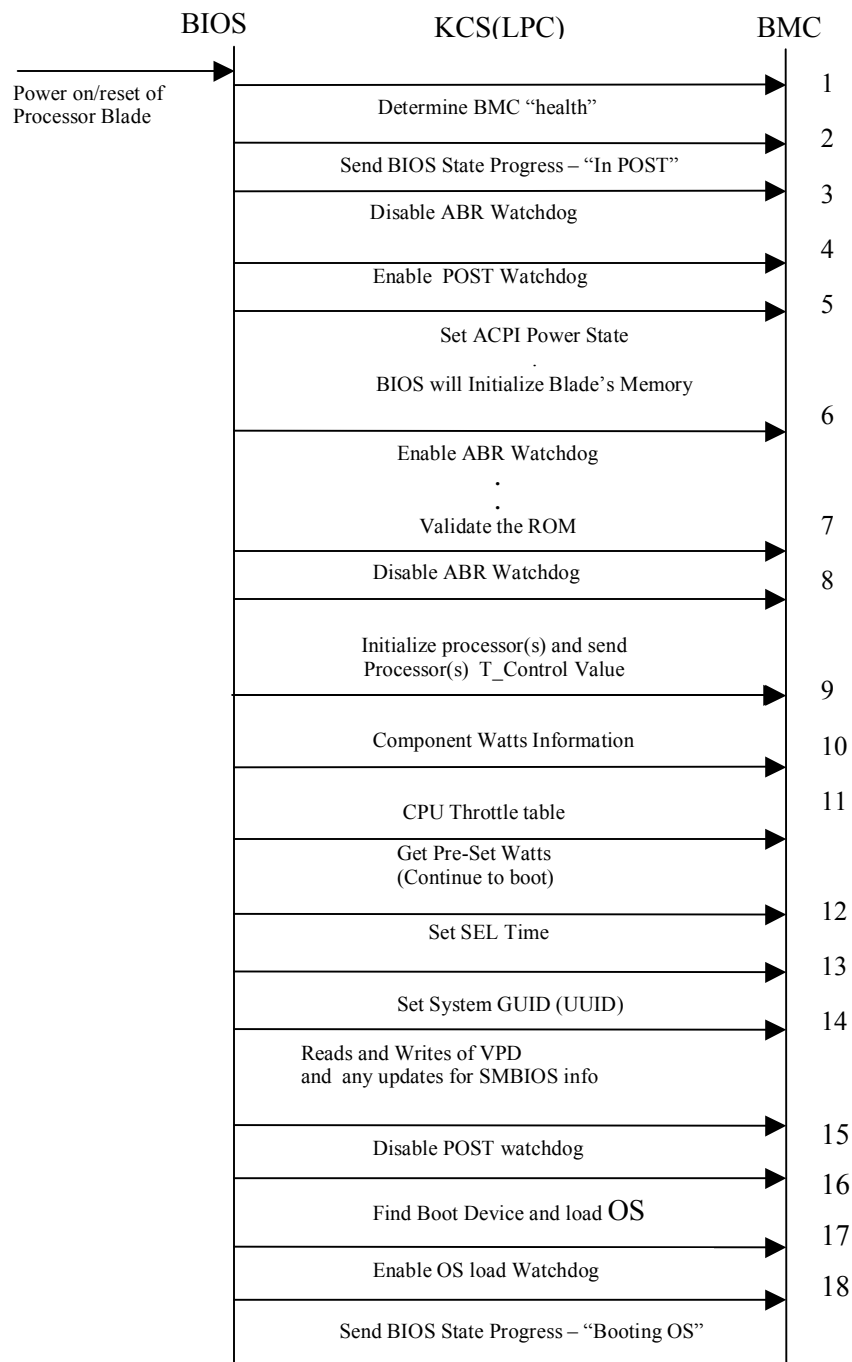 BIOS KCS(LPC) BMC
Power on/reset of
Processor Blade
1
Determine BMC “health”
2
Send BIOS State Progress – “In POST”
3
Disable ABR Watchdog
4
Enable POST Watchdog
5
Set ACPI Power State
.
BIOS will Initialize Blade’s Memory
6
Enable ABR Watchdog
.
.
Validate the ROM
7
Disable ABR Watchdog
8
Initialize processor(s) and send
Processor(s) T_Control Value
9
Component Watts Information
10
11
CPU Throttle table
Get Pre-Set Watts
(Continue to boot)
12
Set SEL Time
13
Set System GUID (UUID)
14
Reads and Writes of VPD
and any updates for SMBIOS info
15
Disable POST watchdog
16
Find Boot Device and load OS
17
Enable OS load Watchdog
18
Send BIOS State Progress – “Booting OS”